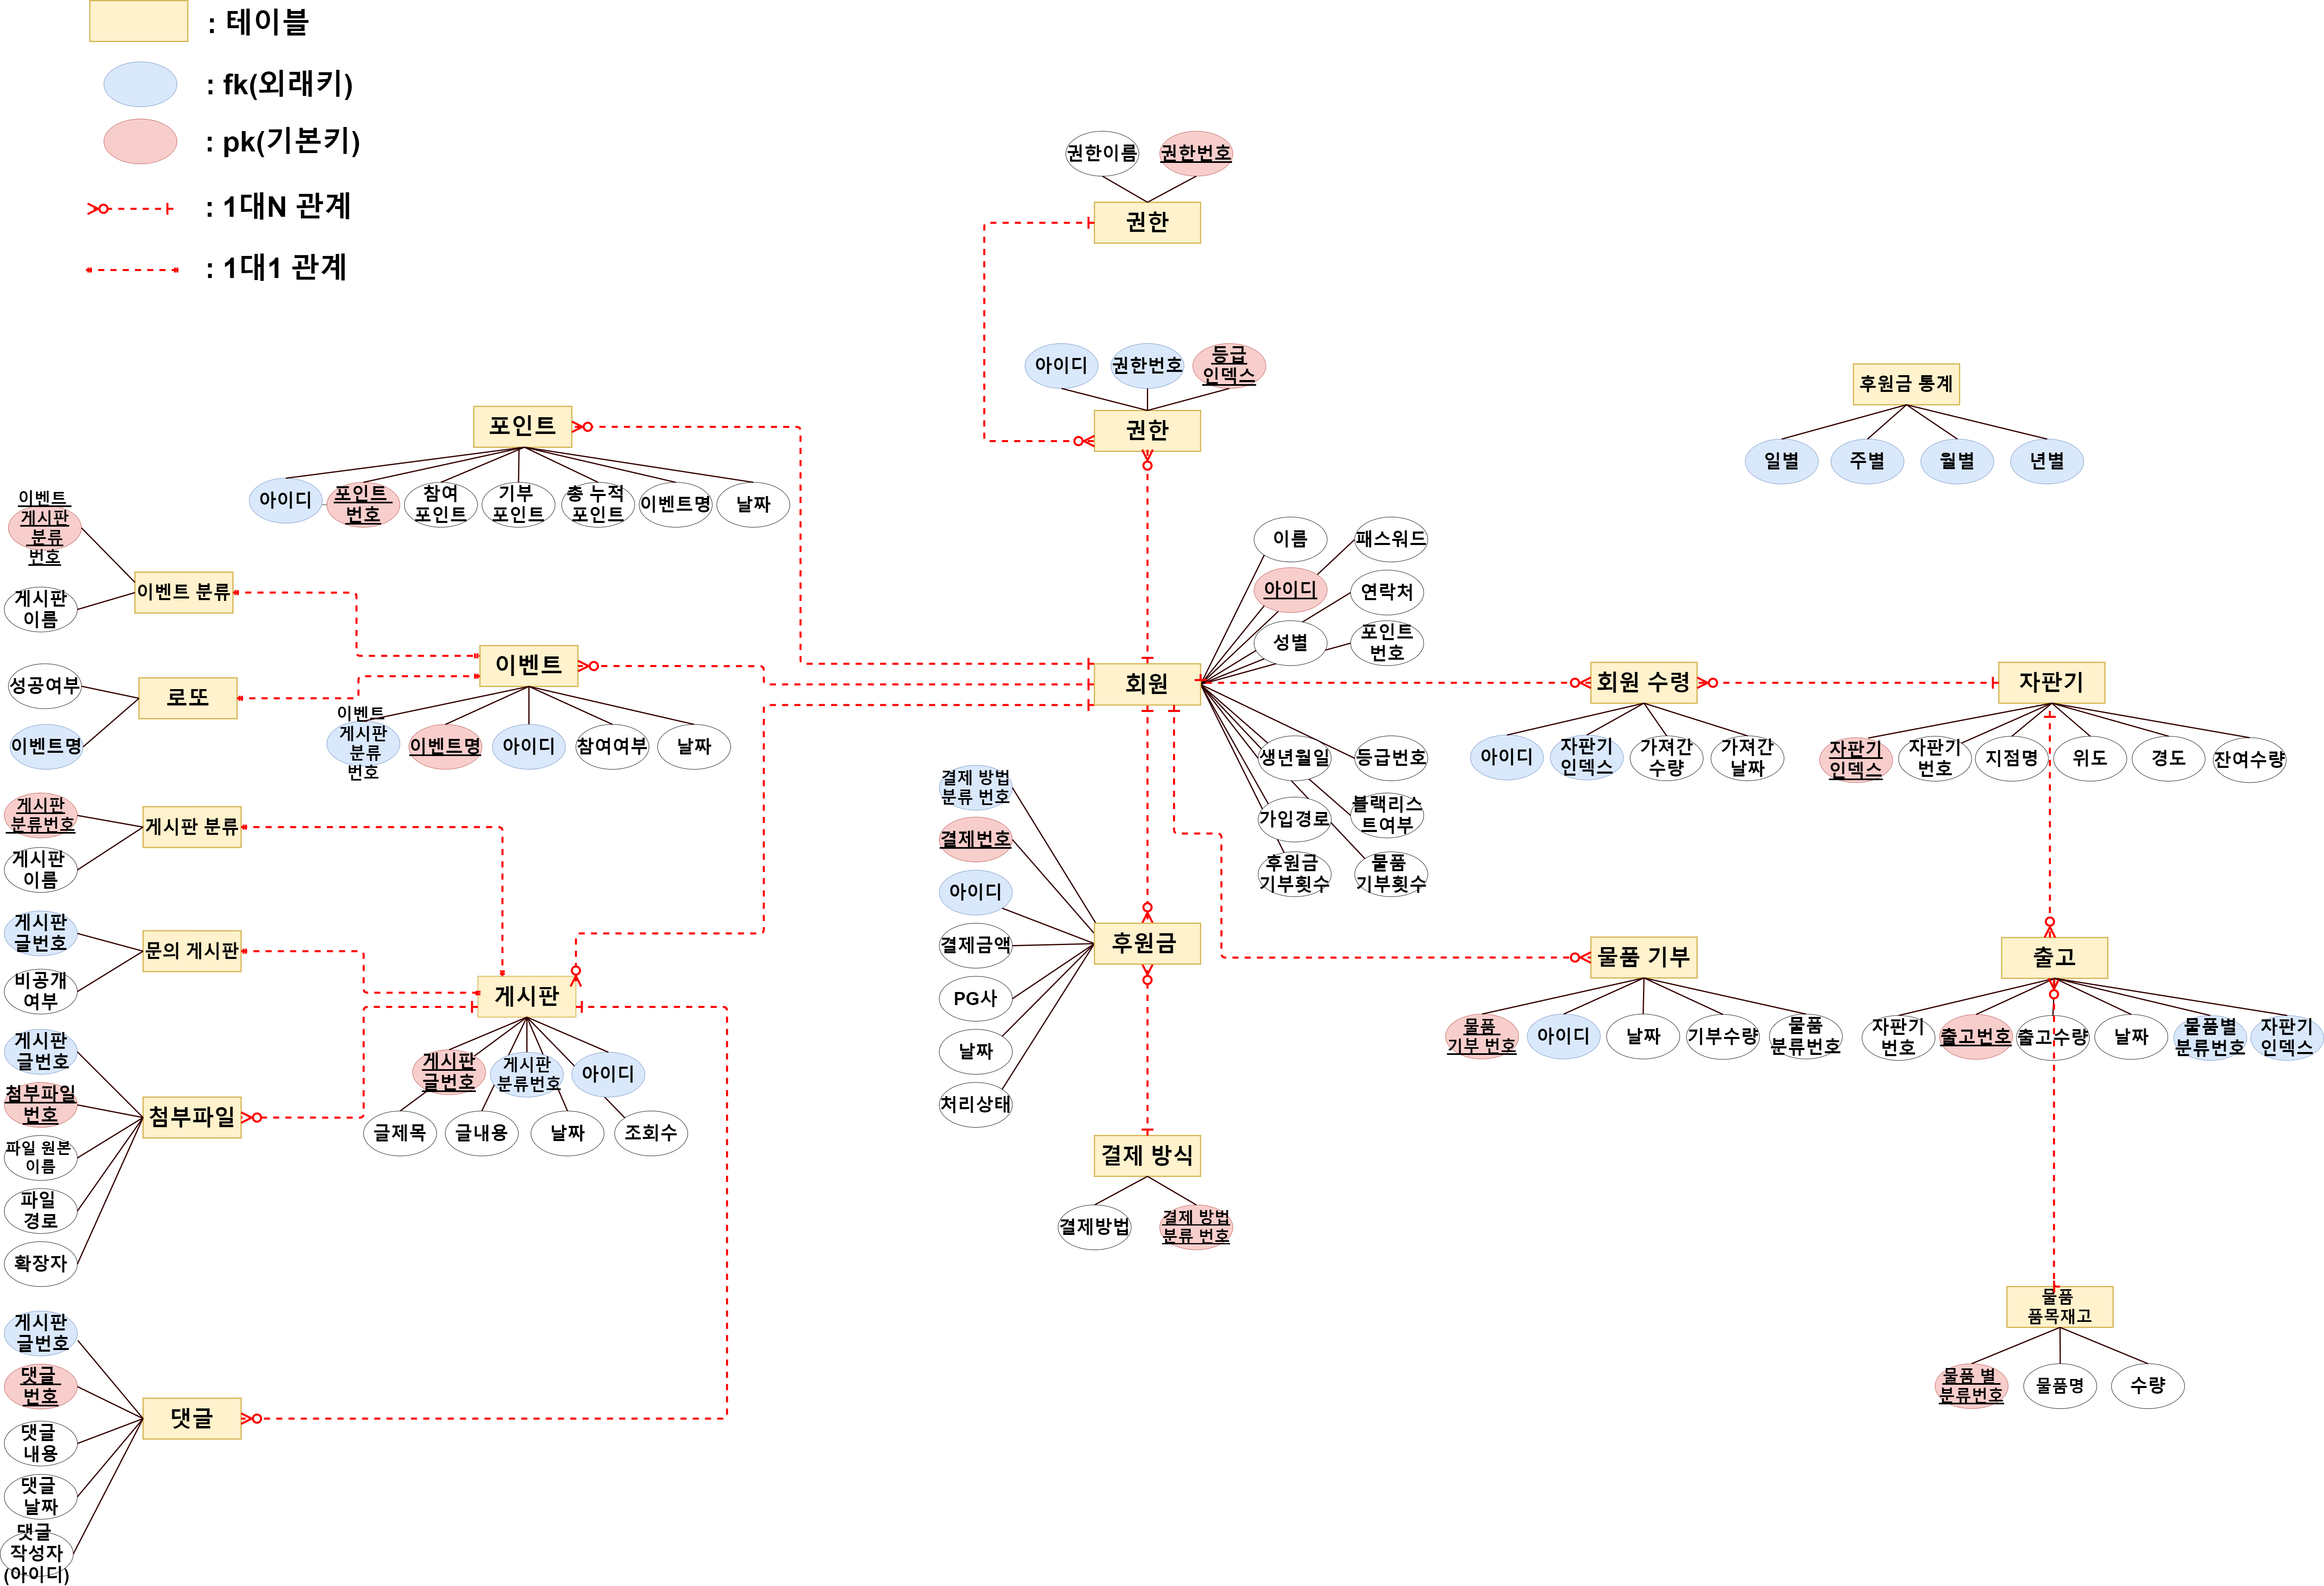 : 테이블
: fk(외래키)
: pk(기본키)
: 1대N 관계
: 1대1 관계
권한이름
권한번호
권한
아이디
권한번호
등급
인덱스
권한
후원금 통계
일별
주별
월별
년별
포인트
아이디
포인트
번호
참여
포인트
기부
포인트
총 누적
포인트
이벤트명
날짜
이벤트
게시판
분류
번호
게시판
이름
이벤트 분류
성공여부
이벤트명
로또
이벤트
이벤트
게시판
분류
번호
이벤트명
아이디
참여여부
날짜
게시판
분류번호
게시판
이름
게시판 분류
게시판
글번호
비공개
여부
문의 게시판
게시판
게시판
글번호
게시판
분류번호
아이디
글제목
글내용
날짜
조회수
게시판
글번호
첨부파일
번호
파일 원본
이름
파일
경로
확장자
첨부파일
게시판
글번호
댓글
번호
댓글
내용
댓글
날짜
댓글
작성자
(아이디)
댓글
회원
이름
패스워드
아이디
연락처
성별
포인트
번호
생년월일
등급번호
가입경로
블랙리스
트여부
후원금
기부횟수
물품
기부횟수
결제 방법
분류 번호
결제번호
아이디
결제금액
PG사
날짜
처리상태
후원금
결제 방식
결제방법
결제 방법
분류 번호
회원 수령
아이디
자판기
인덱스
가져간
수량
가져간
날짜
자판기
자판기
인덱스
자판기
번호
지점명
위도
경도
잔여수량
물품 기부
물품
기부 번호
아이디
날짜
기부수량
물품
분류번호
출고
자판기
번호
출고번호
출고수량
날짜
물품별
분류번호
자판기
인덱스
물품
품목재고
물품 별
분류번호
물품명
수량